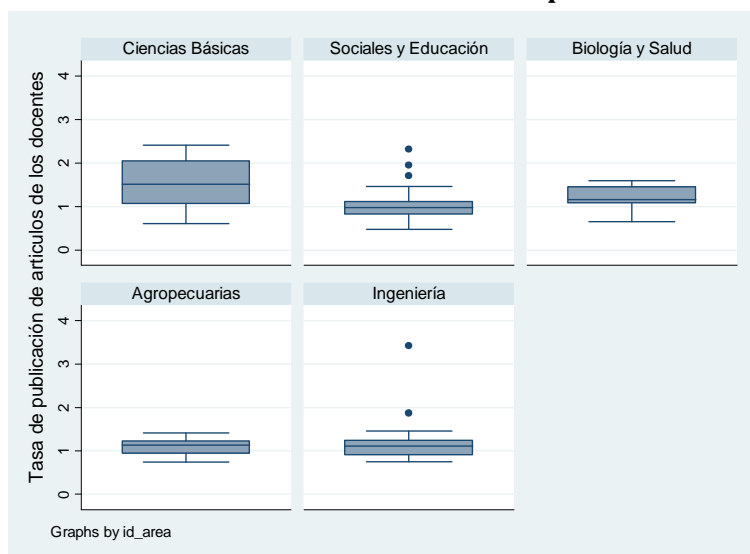 Ciencias Básicas
Sociales y Educación
Biología y Salud
4
3
2
1
0
Agropecuarias
Ingeniería
4
3
2
1
0
Tasa de publicación de articulos de los docentes
Graphs by id_area